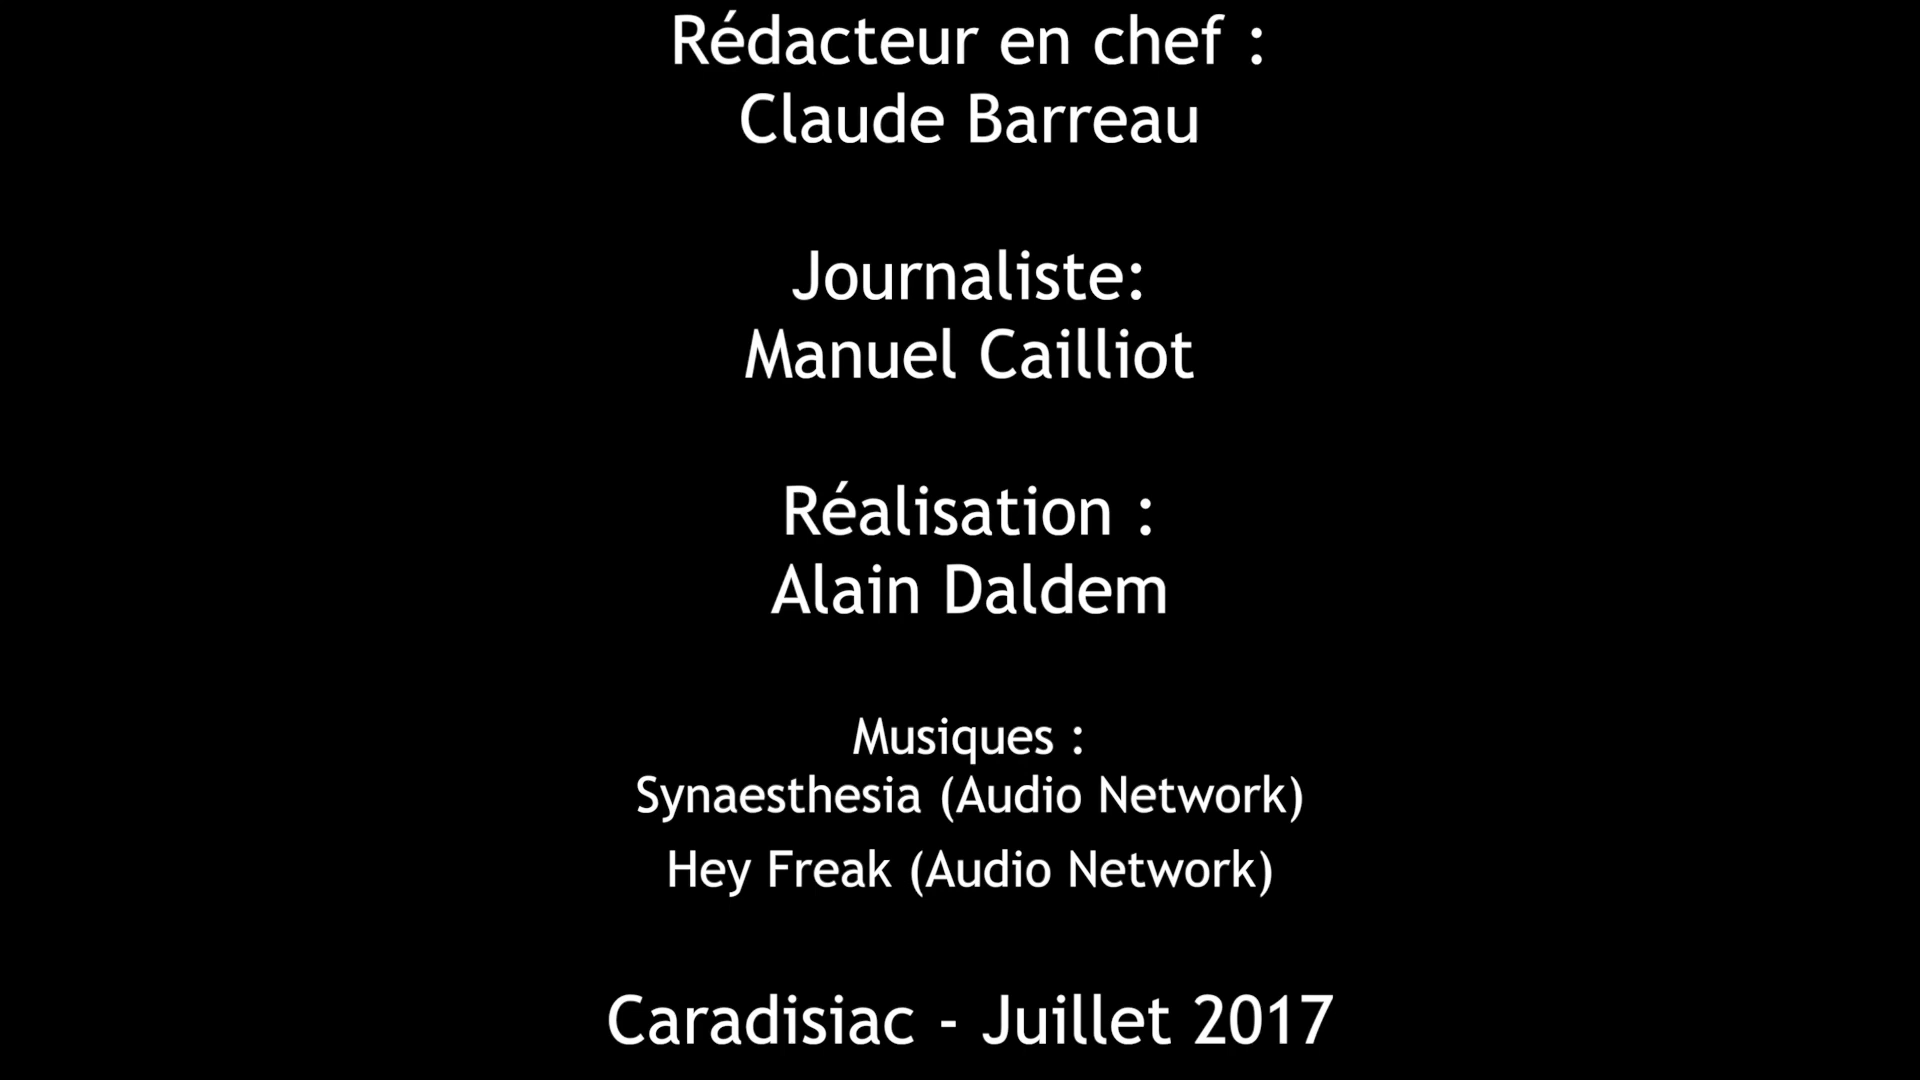 Rédacteur en chef :
Claude Barreau
Journaliste:
Manuel Cailliot
Réalisation :
Alain Daldem
Musiques :
Synaesthesia (Audio Network)
Hey Freak (Audio Network)
Caradisiac - Juillet 2017